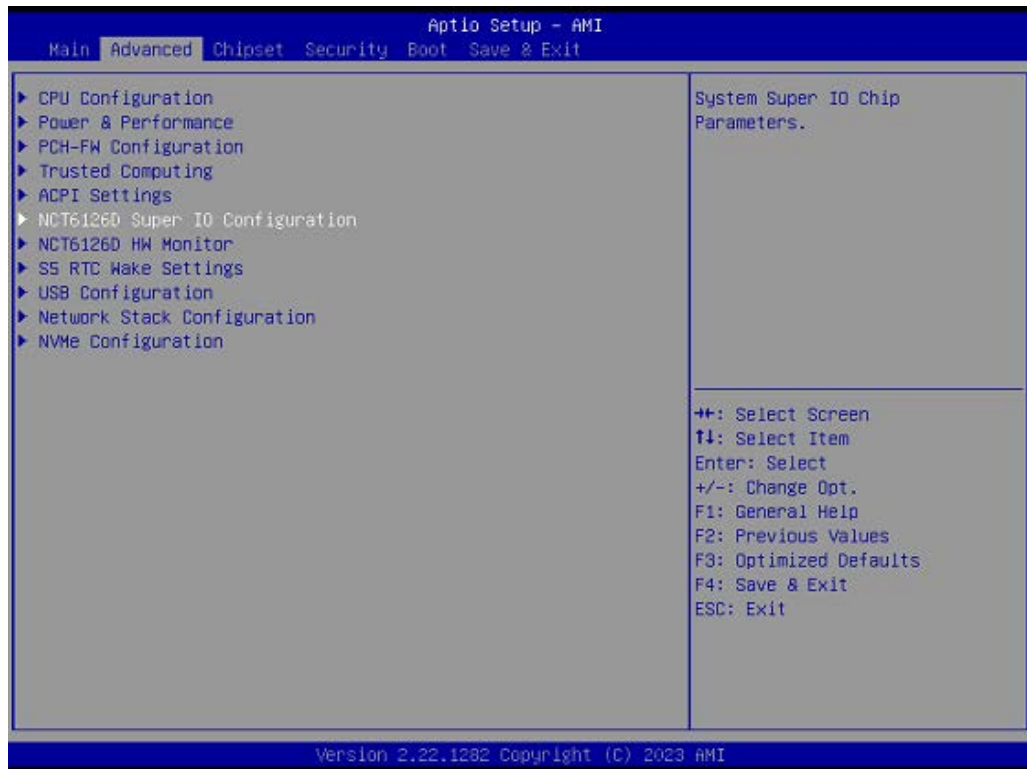 Aptio Setup – AMI
Main Advanced Chipset Security Boot Save & Exit
▶ CPU Configuration
▶ Power & Performance
▶ PCH-FW Configuration
▶ Trusted Computing
▶ ACPI Settings
▶ NCT6126D Super IO Configuration
▶ NCT6126D HW Monitor
▶ S5 RTC Wake Settings
▶ USB Configuration
▶ Network Stack Configuration
▶ NVMe Configuration
System Super IO Chip
Parameters.
→←: Select Screen
↑↓: Select Item
Enter: Select
+/-: Change Opt.
F1: General Help
F2: Previous Values
F3: Optimized Defaults
F4: Save & Exit
ESC: Exit
Version 2.22.1282 Copyright (C) 2023 AMI